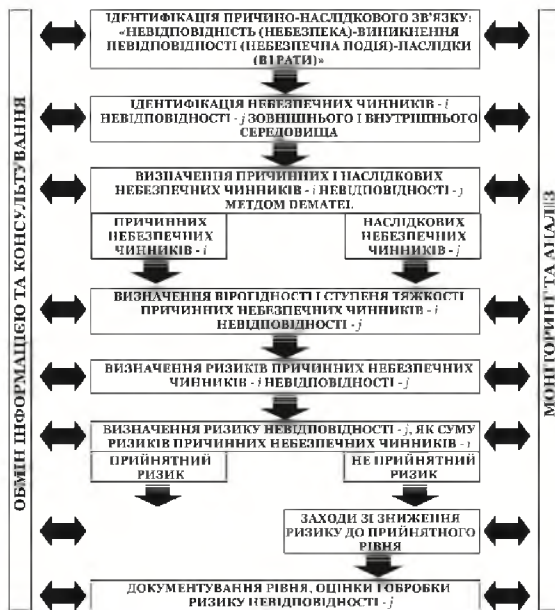 ОБМІН ІНФОРМАЦІЄЮ ТА КОНСУЛЬТУВАННЯ
ІДЕНТИФІКАЦІЯ ПРИЧИНО-НАСЛІДКОВОГО ЗВ'ЯЗКУ:
«НЕВІДПОВІДНІСТЬ (НЕБЕЗПЕКА)-ВИНИКНЕННЯ
НЕВІДПОВІДНОСТІ (НЕБЕЗПЕЧНА ПОДІЯ)-НАСЛІДКИ
(ВТРАТИ)»
ІДЕНТИФІКАЦІЯ НЕБЕЗПЕЧНИХ ЧИННИКІВ - i
НЕВІДПОВІДНОСТІ - j ЗОВНІШНЬОГО І ВНУТРІШНЬОГО
СЕРЕДОВИЩА
ВИЗНАЧЕННЯ ПРИЧИННИХ І НАСЛІДКОВИХ
НЕБЕЗПЕЧНИХ ЧИННИКІВ - i НЕВІДПОВІДНОСТІ - j
МЕТДОМ DEMATEL
ПРИЧИННИХ
НЕБЕЗПЕЧНИХ
ЧИННИКІВ - i
НАСЛІДКОВИХ
НЕБЕЗПЕЧНИХ
ЧИННИКІВ - j
ВИЗНАЧЕННЯ ВІРОГІДНОСТІ І СТУПЕНЯ ТЯЖКОСТІ
ПРИЧИННИХ НЕБЕЗПЕЧНИХ ЧИННИКІВ - i
НЕВІДПОВІДНОСТІ - j
ВИЗНАЧЕННЯ РИЗИКІВ ПРИЧИННИХ НЕБЕЗПЕЧНИХ
ЧИННИКІВ - i НЕВІДПОВІДНОСТІ - j
ВИЗНАЧЕННЯ РИЗИКУ НЕВІДПОВІДНОСТІ - j, ЯК СУМУ
РИЗИКІВ ПРИЧИННИХ НЕБЕЗПЕЧНИХ ЧИННИКІВ - i
ПРИЙНЯТНИЙ
РИЗИК
НЕ ПРИЙНЯТНИЙ
РИЗИК
ЗАХОДИ ЗІ ЗНИЖЕННЯ
РИЗИКУ ДО ПРИЙНЯТНОГО
РІВНЯ
ДОКУМЕНТУВАННЯ РІВНЯ, ОЦІНКИ І ОБРОБКИ
РИЗИКУ НЕВІДПОВІДНОСТІ - j
МОНІТОРИНГ ТА АНАЛІЗ